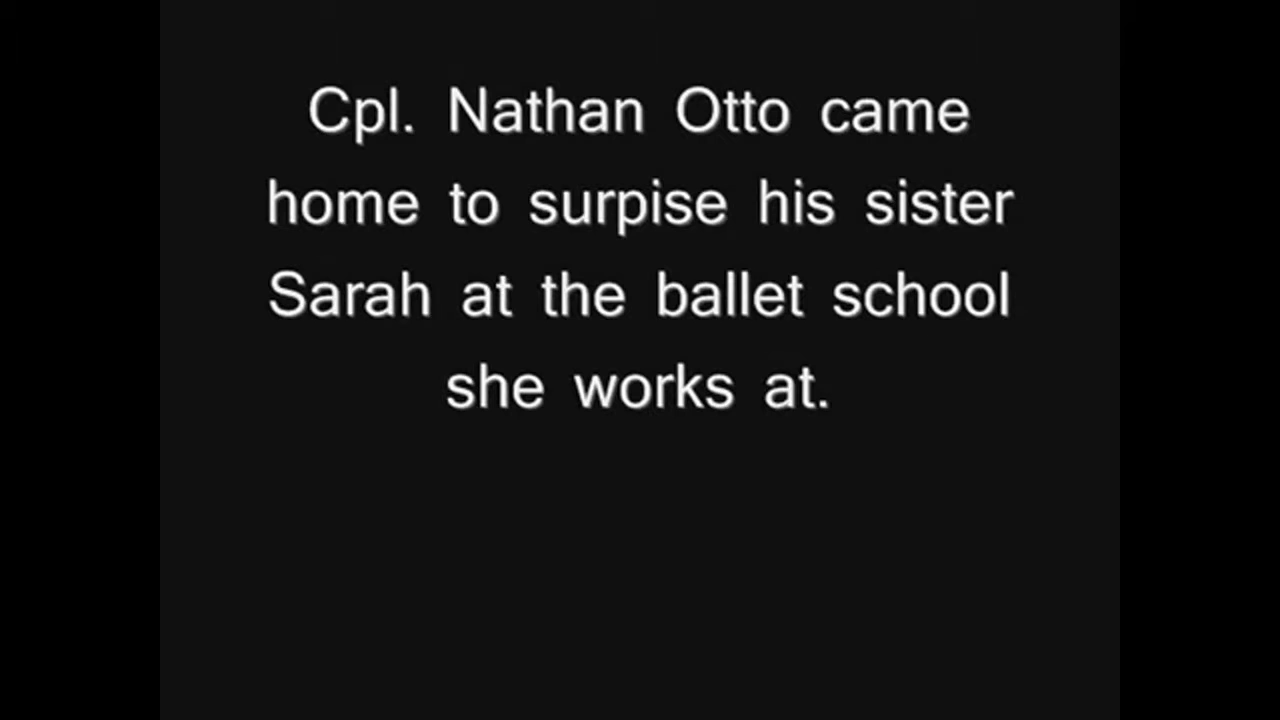 Cpl. Nathan Otto came
home to surpise his sister
Sarah at the ballet school
she works at.